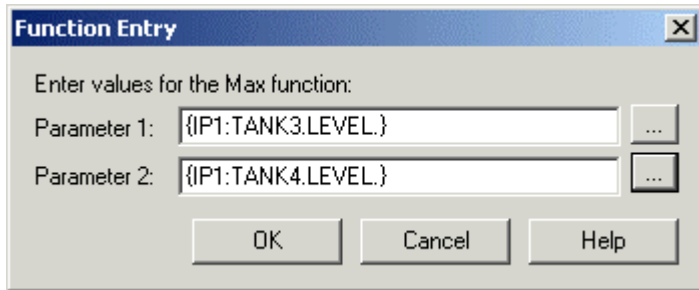 Function Entry
Enter values for the Max function:
Parameter 1: {IP1:TANK3.LEVEL.} ...
Parameter 2: {IP1:TANK4.LEVEL.} ...
OK Cancel Help